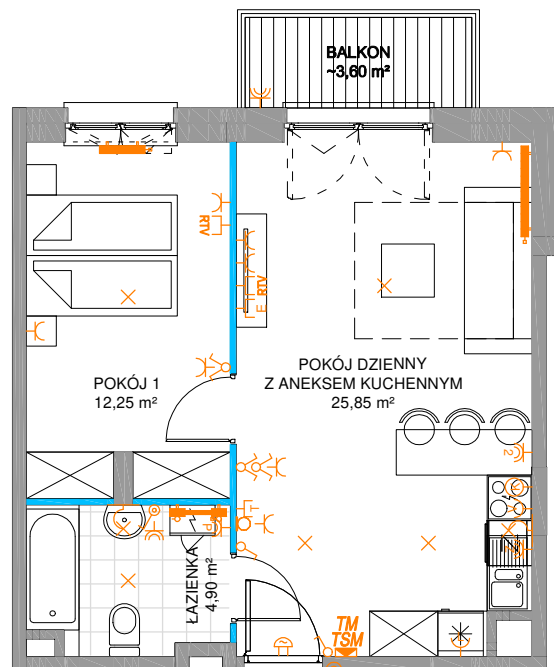 BALKON
~3,60 m²
RTV
E RTV
POKÓJ 1
12,25 m²
POKÓJ DZIENNY
Z ANEKSEM KUCHENNYM
25,85 m²
2
P
ŁAZIENKA
4,90 m²
TM
TSM